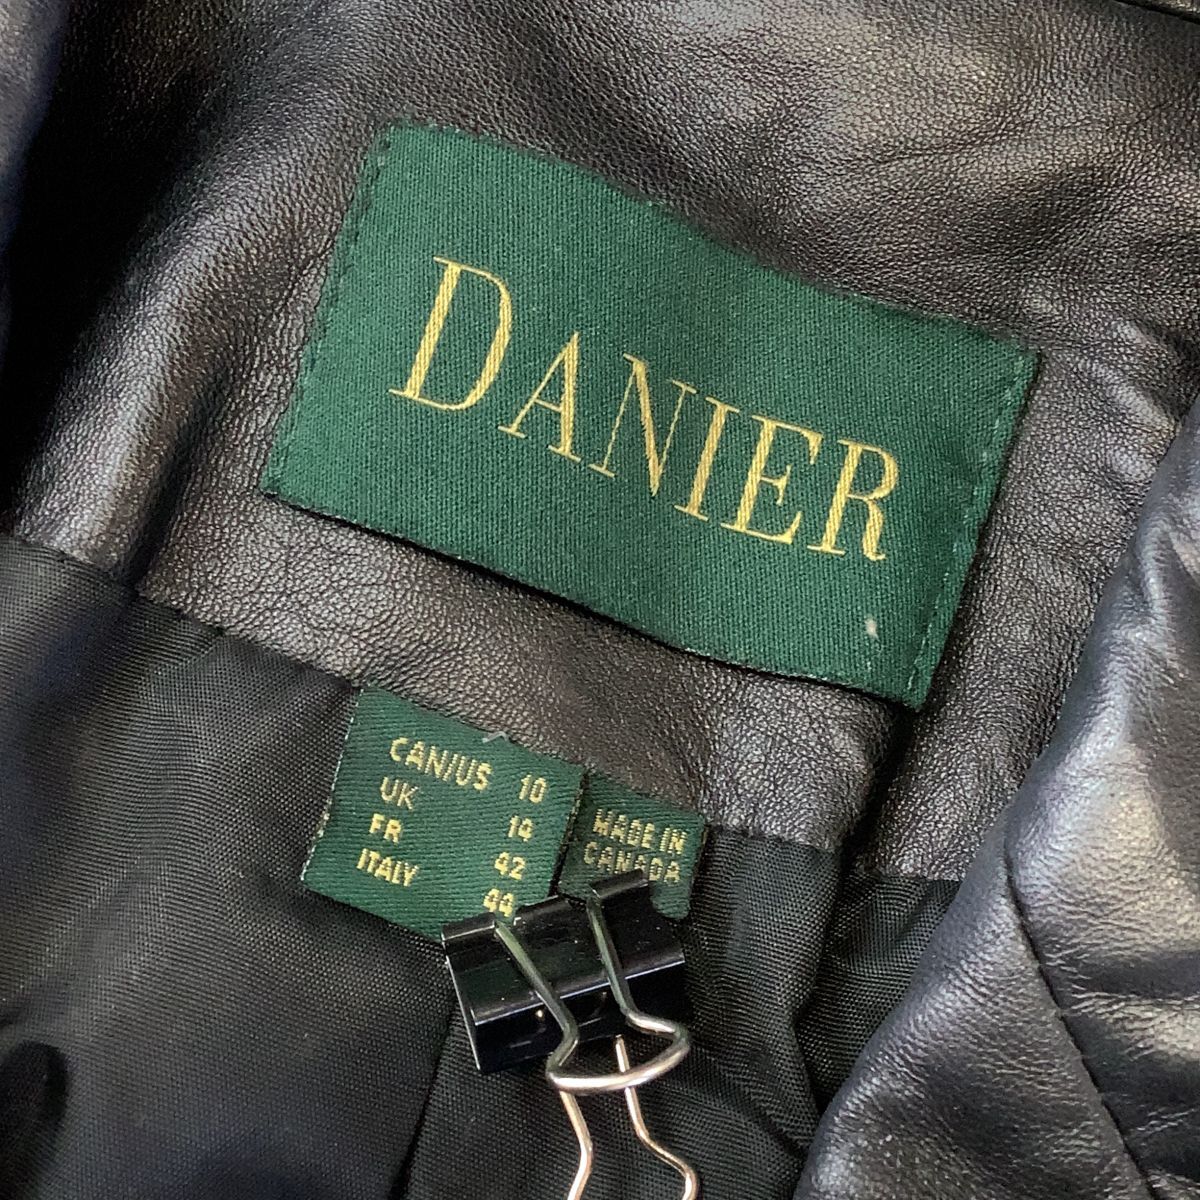 DANIER
CAN/US 10
UK 14
FR 42
ITALY 44
MADE IN
CANADA